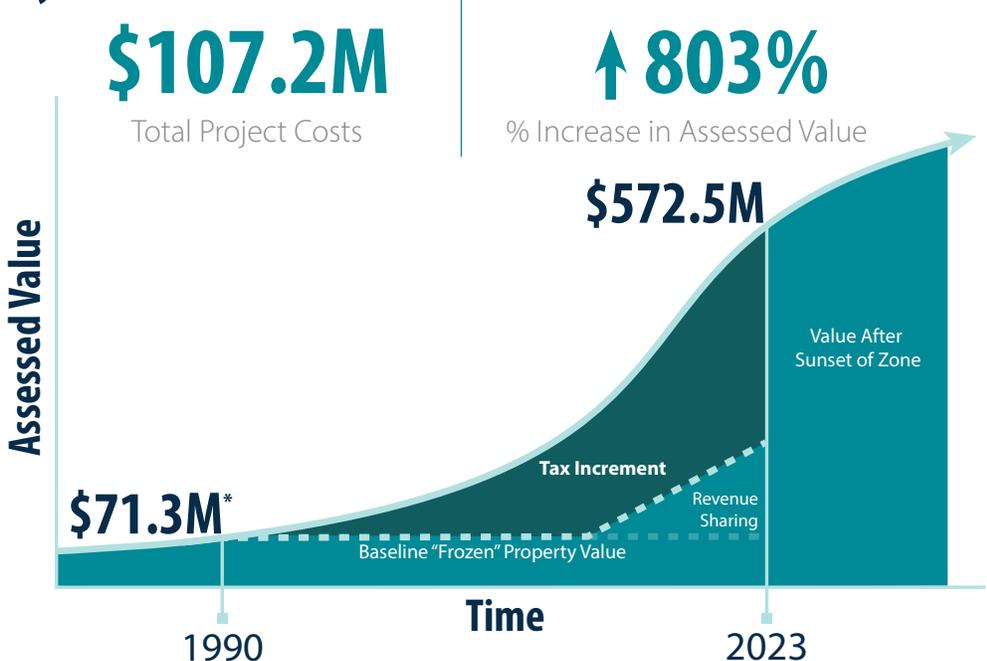 $107.2M
Total Project Costs
803%
% Increase in Assessed Value
$572.5M
Assessed Value
Value After
Sunset of Zone
Tax Increment
$71.3M*
Revenue
Sharing
Baseline “Frozen” Property Value
Time
1990
2023